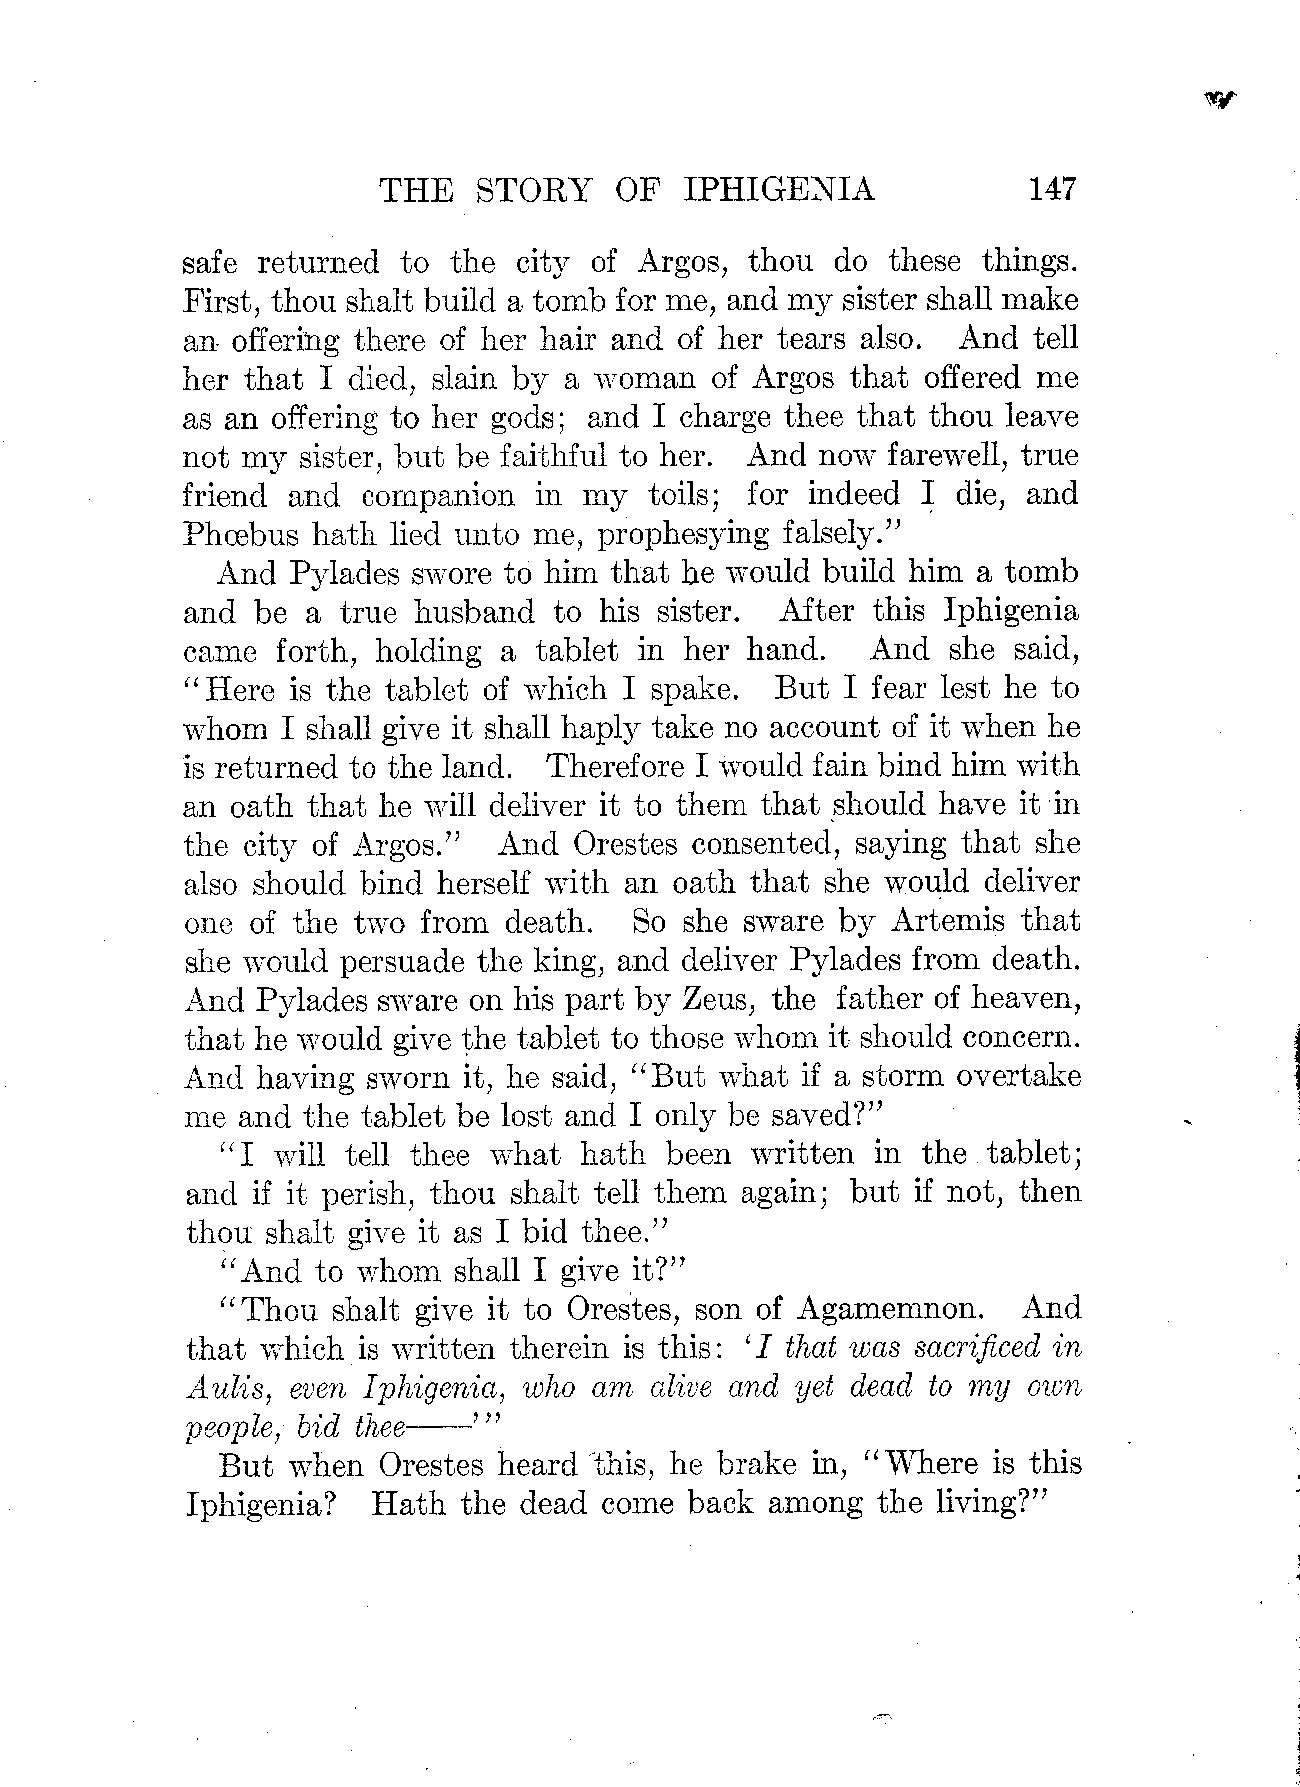 THE STORY OF IPHIGENIA 147
safe returned to the city of Argos, thou do these things.
First, thou shalt build a tomb for me, and my sister shall make
an offering there of her hair and of her tears also. And tell
her that I died, slain by a woman of Argos that offered me
as an offering to her gods; and I charge thee that thou leave
not my sister, but be faithful to her. And now farewell, true
friend and companion in my toils; for indeed I die, and
Phœbus hath lied unto me, prophesying falsely."
And Pylades swore to him that he would build him a tomb
and be a true husband to his sister. After this Iphigenia
came forth, holding a tablet in her hand. And she said,
"Here is the tablet of which I spake. But I fear lest he to
whom I shall give it shall haply take no account of it when he
is returned to the land. Therefore I would fain bind him with
an oath that he will deliver it to them that should have it in
the city of Argos." And Orestes consented, saying that she
also should bind herself with an oath that she would deliver
one of the two from death. So she sware by Artemis that
she would persuade the king, and deliver Pylades from death.
And Pylades sware on his part by Zeus, the father of heaven,
that he would give the tablet to those whom it should concern.
And having sworn it, he said, "But what if a storm overtake
me and the tablet be lost and I only be saved?"
"I will tell thee what hath been written in the tablet;
and if it perish, thou shalt tell them again; but if not, then
thou shalt give it as I bid thee."
"And to whom shall I give it?"
"Thou shalt give it to Orestes, son of Agamemnon. And
that which is written therein is this: 'I that was sacrificed in
Aulis, even Iphigenia, who am alive and yet dead to my own
people, bid thee——'"
But when Orestes heard this, he brake in, "Where is this
Iphigenia? Hath the dead come back among the living?"